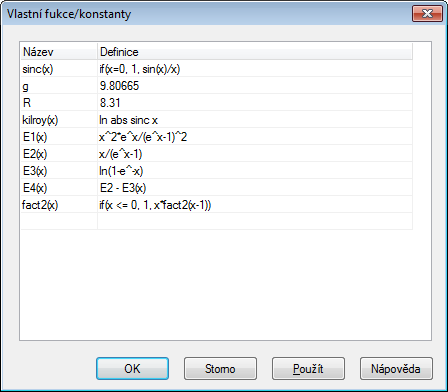 Vlastní fukce/konstanty
Název Definice
sinc(x) if(x=0, 1, sin(x)/x)
g 9.80665
R 8.31
kilroy(x) ln abs sinc x
E1(x) x^2*e^x/(e^x-1)^2
E2(x) x/(e^x-1)
E3(x) ln(1-e^-x)
E4(x) E2 - E3(x)
fact2(x) if(x <= 0, 1, x*fact2(x-1))
OK Storno Použít Nápověda